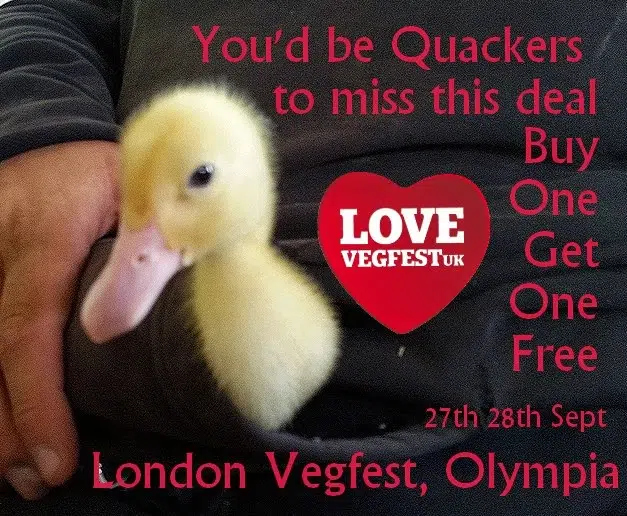 You'd be Quackers
to miss this deal
Buy
One
Get
One
Free
LOVE
VEGFESTUK
27th 28th Sept
London Vegfest, Olympia